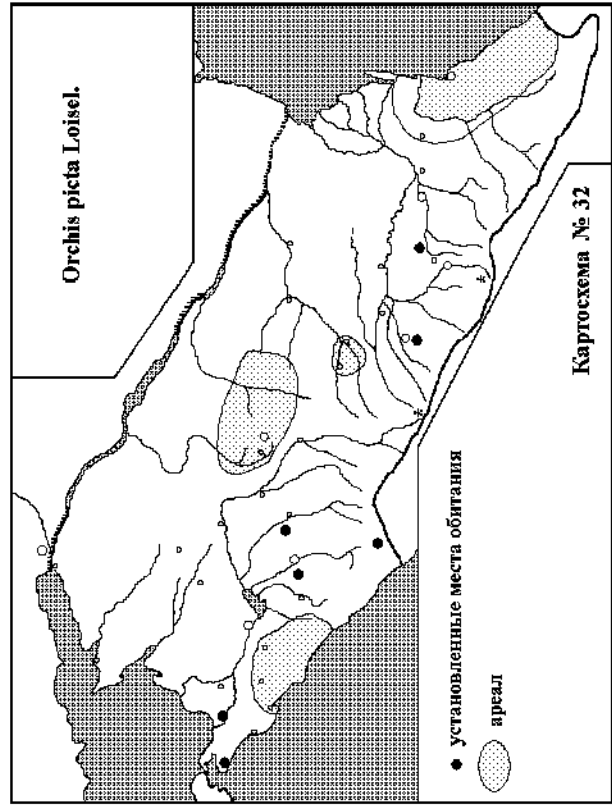 Orchis picta Loisel.
Картосхема № 32
установленные места обитания
ареал